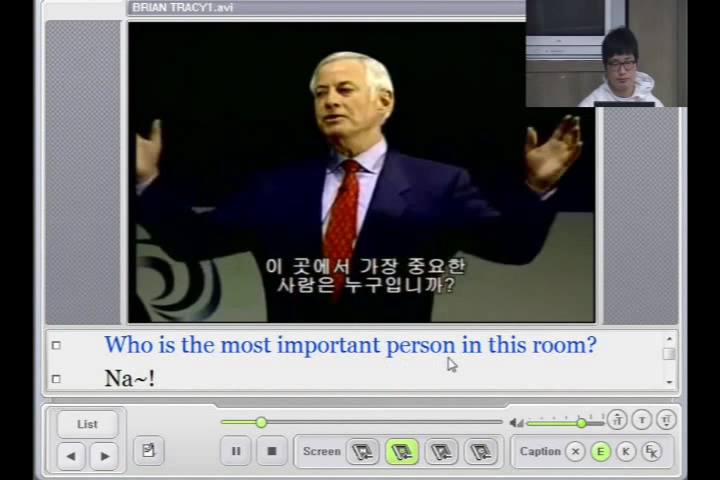 BRIAN TRACY1.avi
이 곳에서 가장 중요한
사람은 누구입니까?
Who is the most important person in this room?
Na~!
List
Screen
Caption
E
K